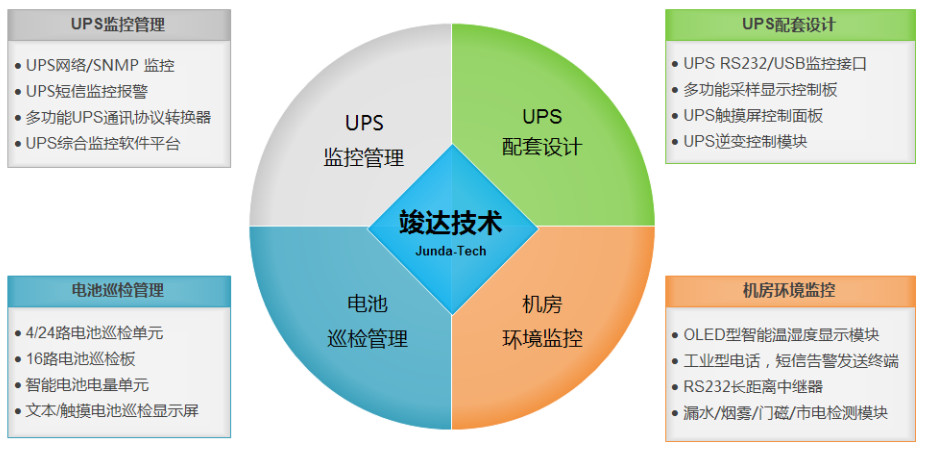 UPS监控管理
● UPS网络/SNMP 监控
● UPS短信监控报警
● 多功能UPS通讯协议转换器
● UPS综合监控软件平台
UPS配套设计
● UPS RS232/USB监控接口
● 多功能采样显示控制板
● UPS触摸屏控制面板
● UPS逆变控制模块
UPS
监控管理
UPS
配套设计
竣达技术
Junda-Tech
电池
巡检管理
机房
环境监控
电池巡检管理
● 4/24路电池巡检单元
● 16路电池巡检板
● 智能电池电量单元
● 文本/触摸电池巡检显示屏
机房环境监控
● OLED型智能温湿度显示模块
● 工业型电话，短信告警发送终端
● RS232长距离中继器
● 漏水/烟雾/门磁/市电检测模块